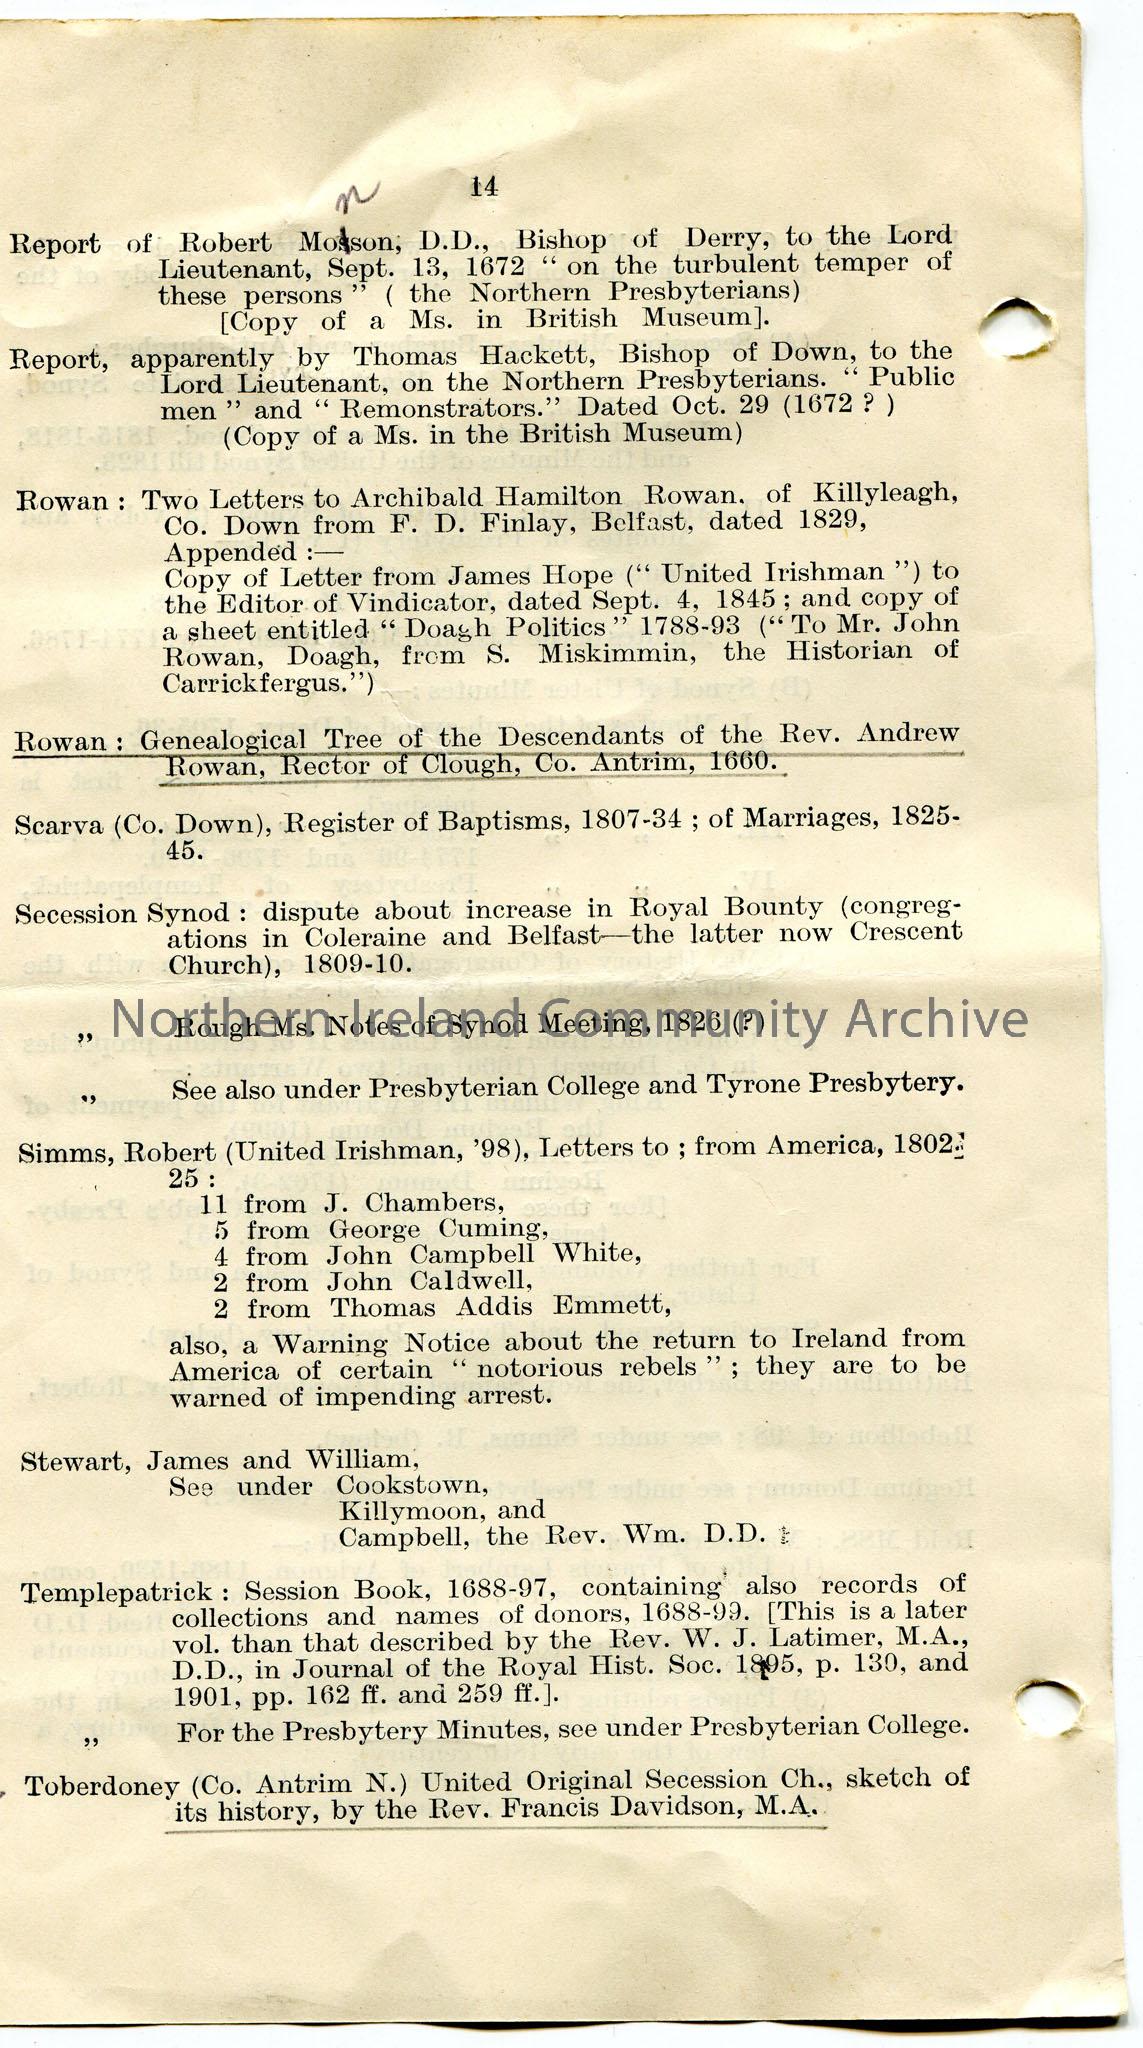 14
n
Report of Robert Mosson, D.D., Bishop of Derry, to the Lord
Lieutenant, Sept. 13, 1672 “ on the turbulent temper of
these persons ” ( the Northern Presbyterians)
[Copy of a Ms. in British Museum].
Report, apparently by Thomas Hackett, Bishop of Down, to the
Lord Lieutenant, on the Northern Presbyterians. “ Public
men ” and “ Remonstrators.” Dated Oct. 29 (1672 ? )
(Copy of a Ms. in the British Museum)
Rowan : Two Letters to Archibald Hamilton Rowan. of Killyleagh,
Co. Down from F. D. Finlay, Belfast, dated 1829,
Appended :—
Copy of Letter from James Hope (“ United Irishman ”) to
the Editor of Vindicator, dated Sept. 4, 1845 ; and copy of
a sheet entitled “ Doagh Politics ” 1788-93 (“ To Mr. John
Rowan, Doagh, from S. Miskimmin, the Historian of
Carrickfergus.”)
Rowan : Genealogical Tree of the Descendants of the Rev. Andrew
Rowan, Rector of Clough, Co. Antrim, 1660.
Scarva (Co. Down), Register of Baptisms, 1807-34 ; of Marriages, 1825-
45.
Secession Synod : dispute about increase in Royal Bounty (congreg-
ations in Coleraine and Belfast—the latter now Crescent
Church), 1809-10.
„ Rough Ms. Notes of Synod Meeting, 1826 (?)
Northern Ireland Community Archive
„ See also under Presbyterian College and Tyrone Presbytery.
Simms, Robert (United Irishman, '98), Letters to ; from America, 1802-
25 :
11 from J. Chambers,
5 from George Cuming,
4 from John Campbell White,
2 from John Caldwell,
2 from Thomas Addis Emmett,
also, a Warning Notice about the return to Ireland from
America of certain “ notorious rebels ” ; they are to be
warned of impending arrest.
Stewart, James and William,
See under Cookstown,
Killymoon, and
Campbell, the Rev. Wm. D.D.
Templepatrick : Session Book, 1688-97, containing also records of
collections and names of donors, 1688-99. [This is a later
vol. than that described by the Rev. W. J. Latimer, M.A.,
D.D., in Journal of the Royal Hist. Soc. 1895, p. 130, and
1901, pp. 162 ff. and 259 ff.].
„ For the Presbytery Minutes, see under Presbyterian College.
Toberdoney (Co. Antrim N.) United Original Secession Ch., sketch of
its history, by the Rev. Francis Davidson, M.A.